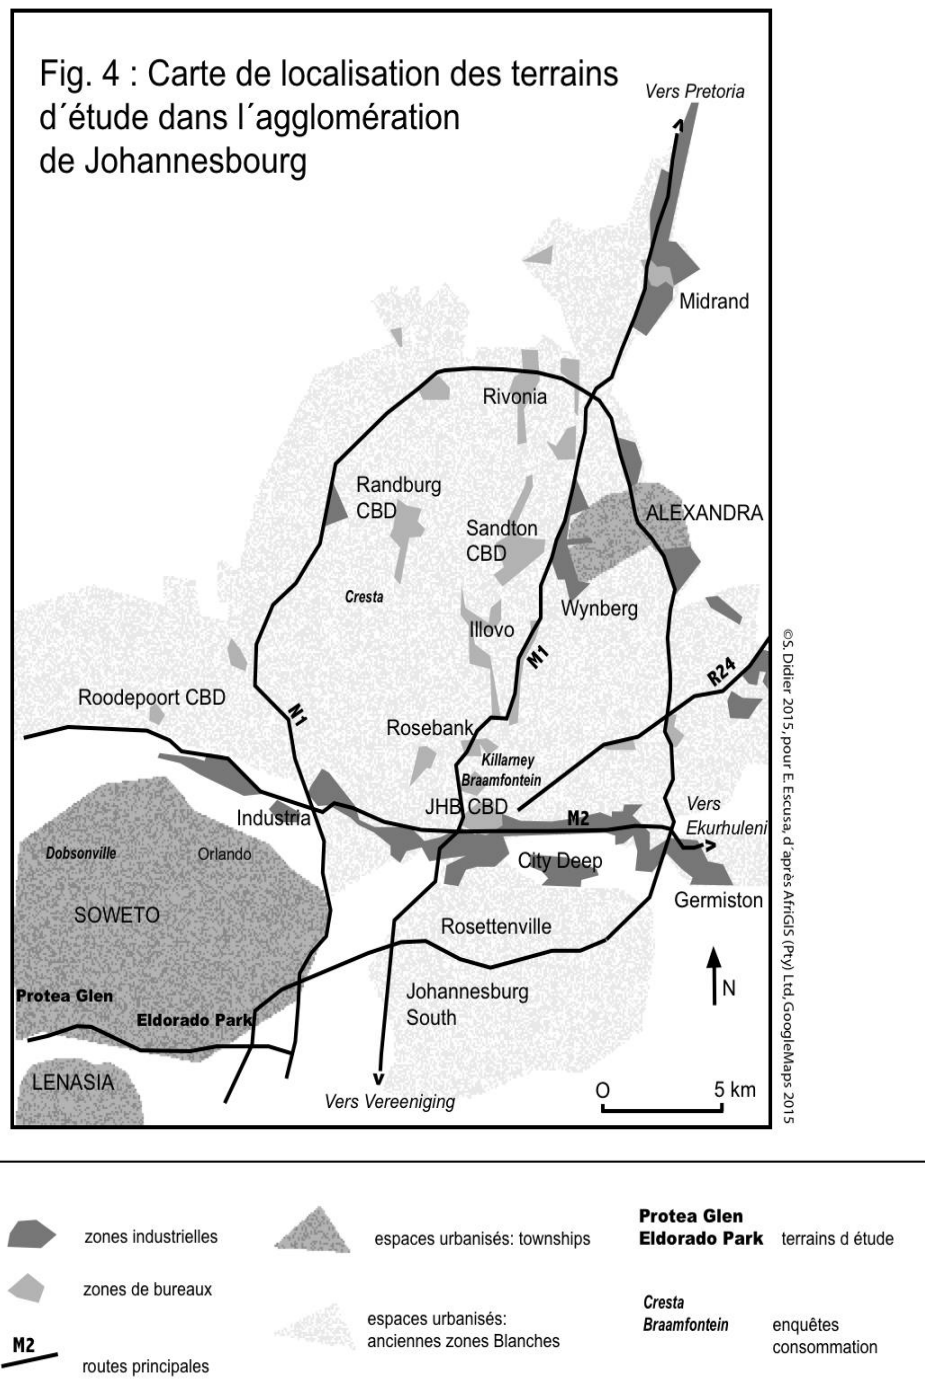 Fig. 4 : Carte de localisation des terrains
d´étude dans l´agglomération
de Johannesbourg
Vers Pretoria
Midrand
Rivonia
Randburg
CBD
Sandton
CBD
ALEXANDRA
Cresta
Wynberg
Illovo
M1
R24
Roodepoort CBD
N1
Rosebank
Killarney
Braamfontein
JHB CBD
Industria
M2
Vers
Ekurhuleni
Dobsonville
Orlando
City Deep
SOWETO
Germiston
Rosettenville
Protea Glen
Johannesburg
South
N
Eldorado Park
LENASIA
Vers Vereeniging
O 5 km
©S. Didier 2015, pour E. Escusa, d´après AfriGIS (Pty) Ltd, GoogleMaps 2015
zones industrielles
zones de bureaux
M2
routes principales
espaces urbanisés: townships
espaces urbanisés:
anciennes zones Blanches
Protea Glen
Eldorado Park terrains d étude
Cresta
Braamfontein
enquêtes
consommation